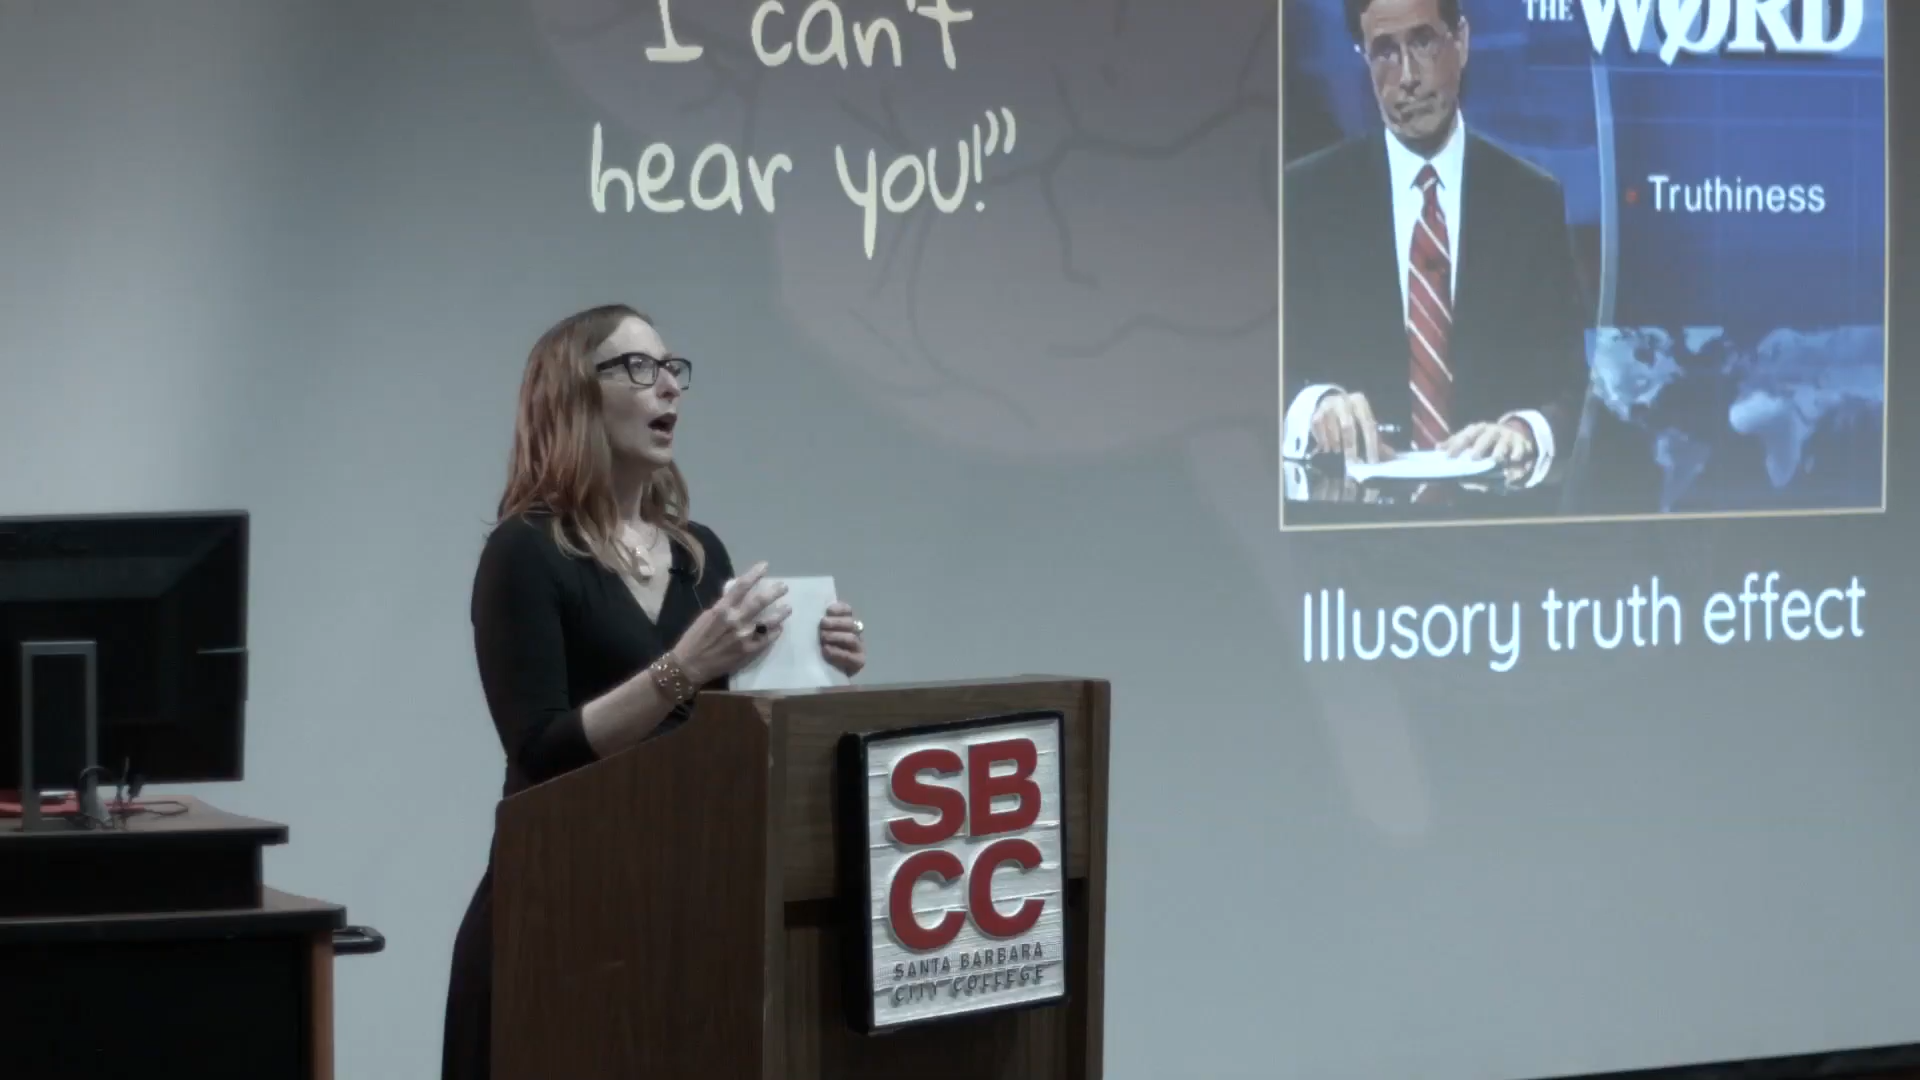 I can't
hear you!”
THE WØRD
• Truthiness
Illusory truth effect
SB
CC
SANTA BARBARA
CITY COLLEGE